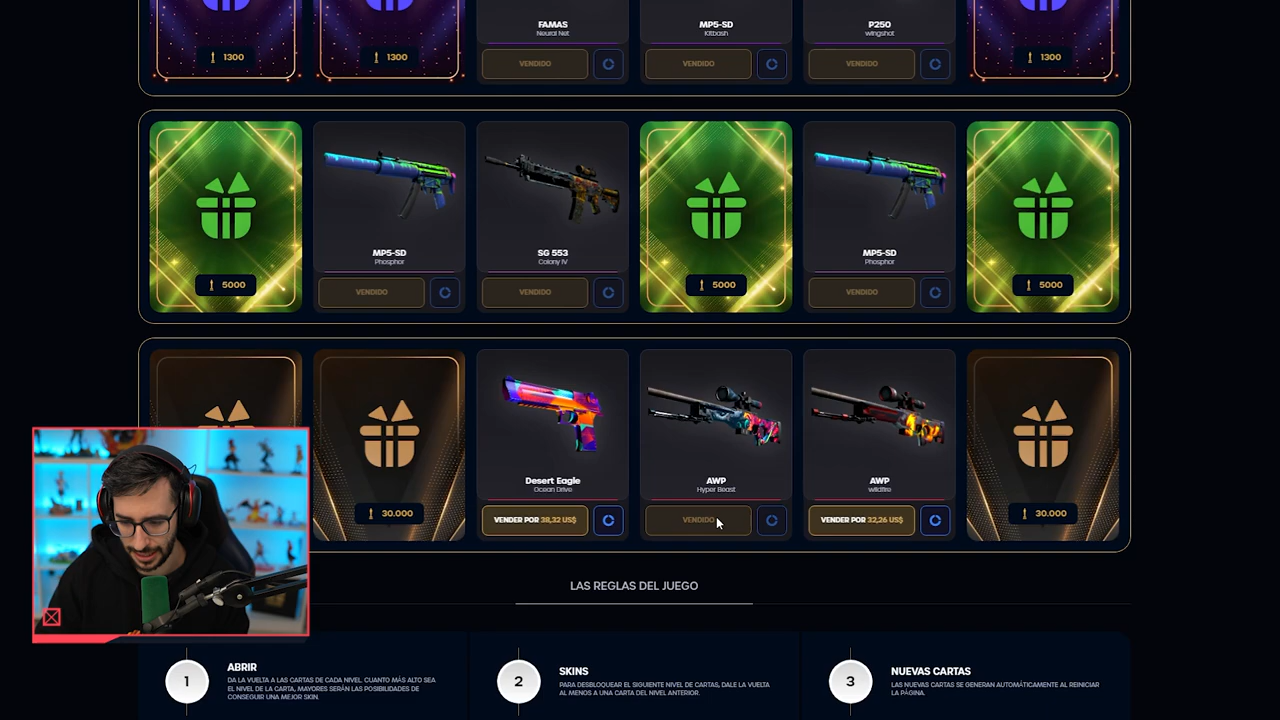 FAMAS
Neural Net
MP5-SD
Kitbash
P250
wingshot
1300
1300
VENDIDO
VENDIDO
VENDIDO
1300
MP5-SD
Phosphor
SG 553
Colony IV
MP5-SD
Phosphor
5000
VENDIDO
VENDIDO
5000
VENDIDO
5000
Desert Eagle
Ocean Drive
AWP
Hyper Beast
AWP
wildfire
30.000
VENDER POR 38,32 US$
VENDIDO
VENDER POR 32,26 US$
30.000
LAS REGLAS DEL JUEGO
1
ABRIR
DA LA VUELTA A LAS CARTAS DE CADA NIVEL. CUANTO MÁS ALTO SEA
EL NIVEL DE LA CARTA, MAYORES SERÁN LAS POSIBILIDADES DE
CONSEGUIR UNA MEJOR SKIN.
2
SKINS
PARA DESBLOQUEAR EL SIGUIENTE NIVEL DE CARTAS, DALE LA VUELTA
AL MENOS A UNA CARTA DEL NIVEL ANTERIOR.
3
NUEVAS CARTAS
LAS NUEVAS CARTAS SE GENERAN AUTOMÁTICAMENTE AL REINICIAR
LA PÁGINA.